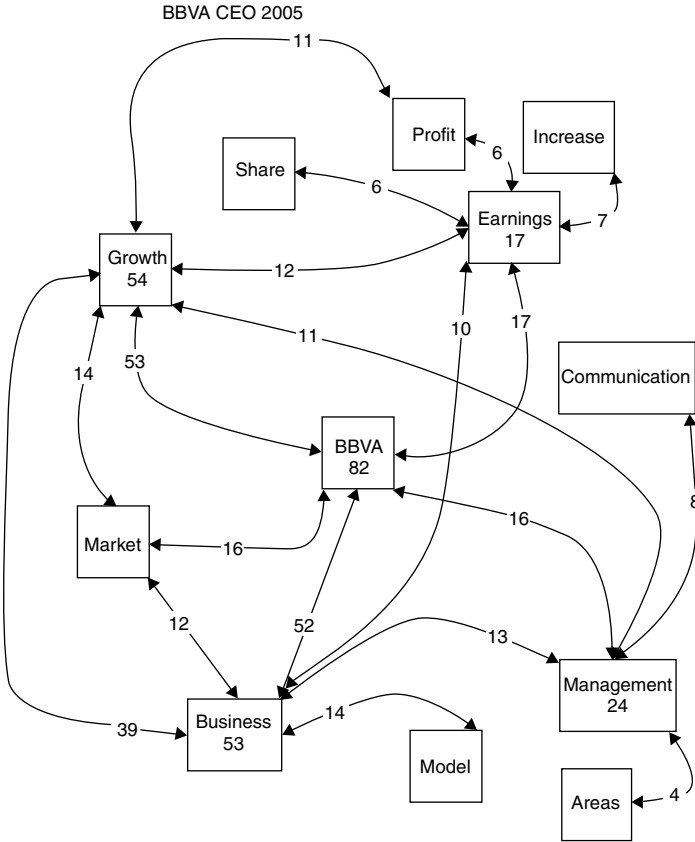 BBVA CEO 2005
11
Profit
Increase
6
Share
6
Earnings
17
7
Growth
54
12
10
17
11
14
53
Communication
BBVA
82
8
16
Market
16
12
52
13
Management
24
39
Business
53
14
Model
Areas
4